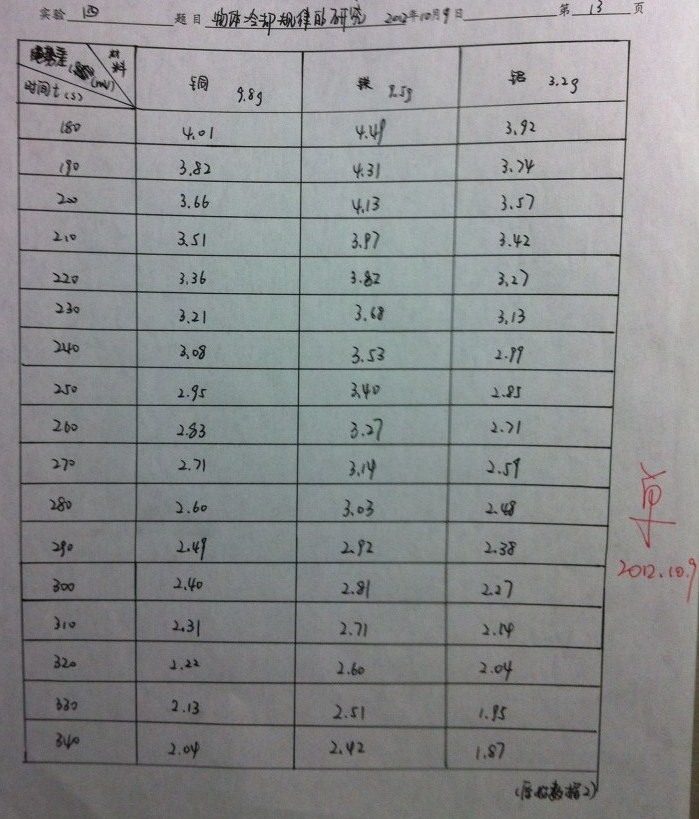 实验 四 题目 物体冷却规律的研究 2012年10月9日 第 13 页
材料
(mV)
时间t(s)
铜 9.8g 铁 8.5g 铝 3.2g
180 4.01 4.49 3.92
190 3.82 4.31 3.74
200 3.66 4.13 3.57
210 3.51 3.97 3.42
220 3.36 3.82 3.27
230 3.21 3.68 3.13
240 3.08 3.53 2.99
250 2.95 3.40 2.85
260 2.83 3.27 2.71
270 2.71 3.14 2.59
280 2.60 3.03 2.48
290 2.49 2.92 2.38
300 2.40 2.81 2.27
310 2.31 2.71 2.14
320 2.22 2.60 2.04
330 2.13 2.51 1.95
340 2.04 2.42 1.87
2012.10.9
(原始数据2)